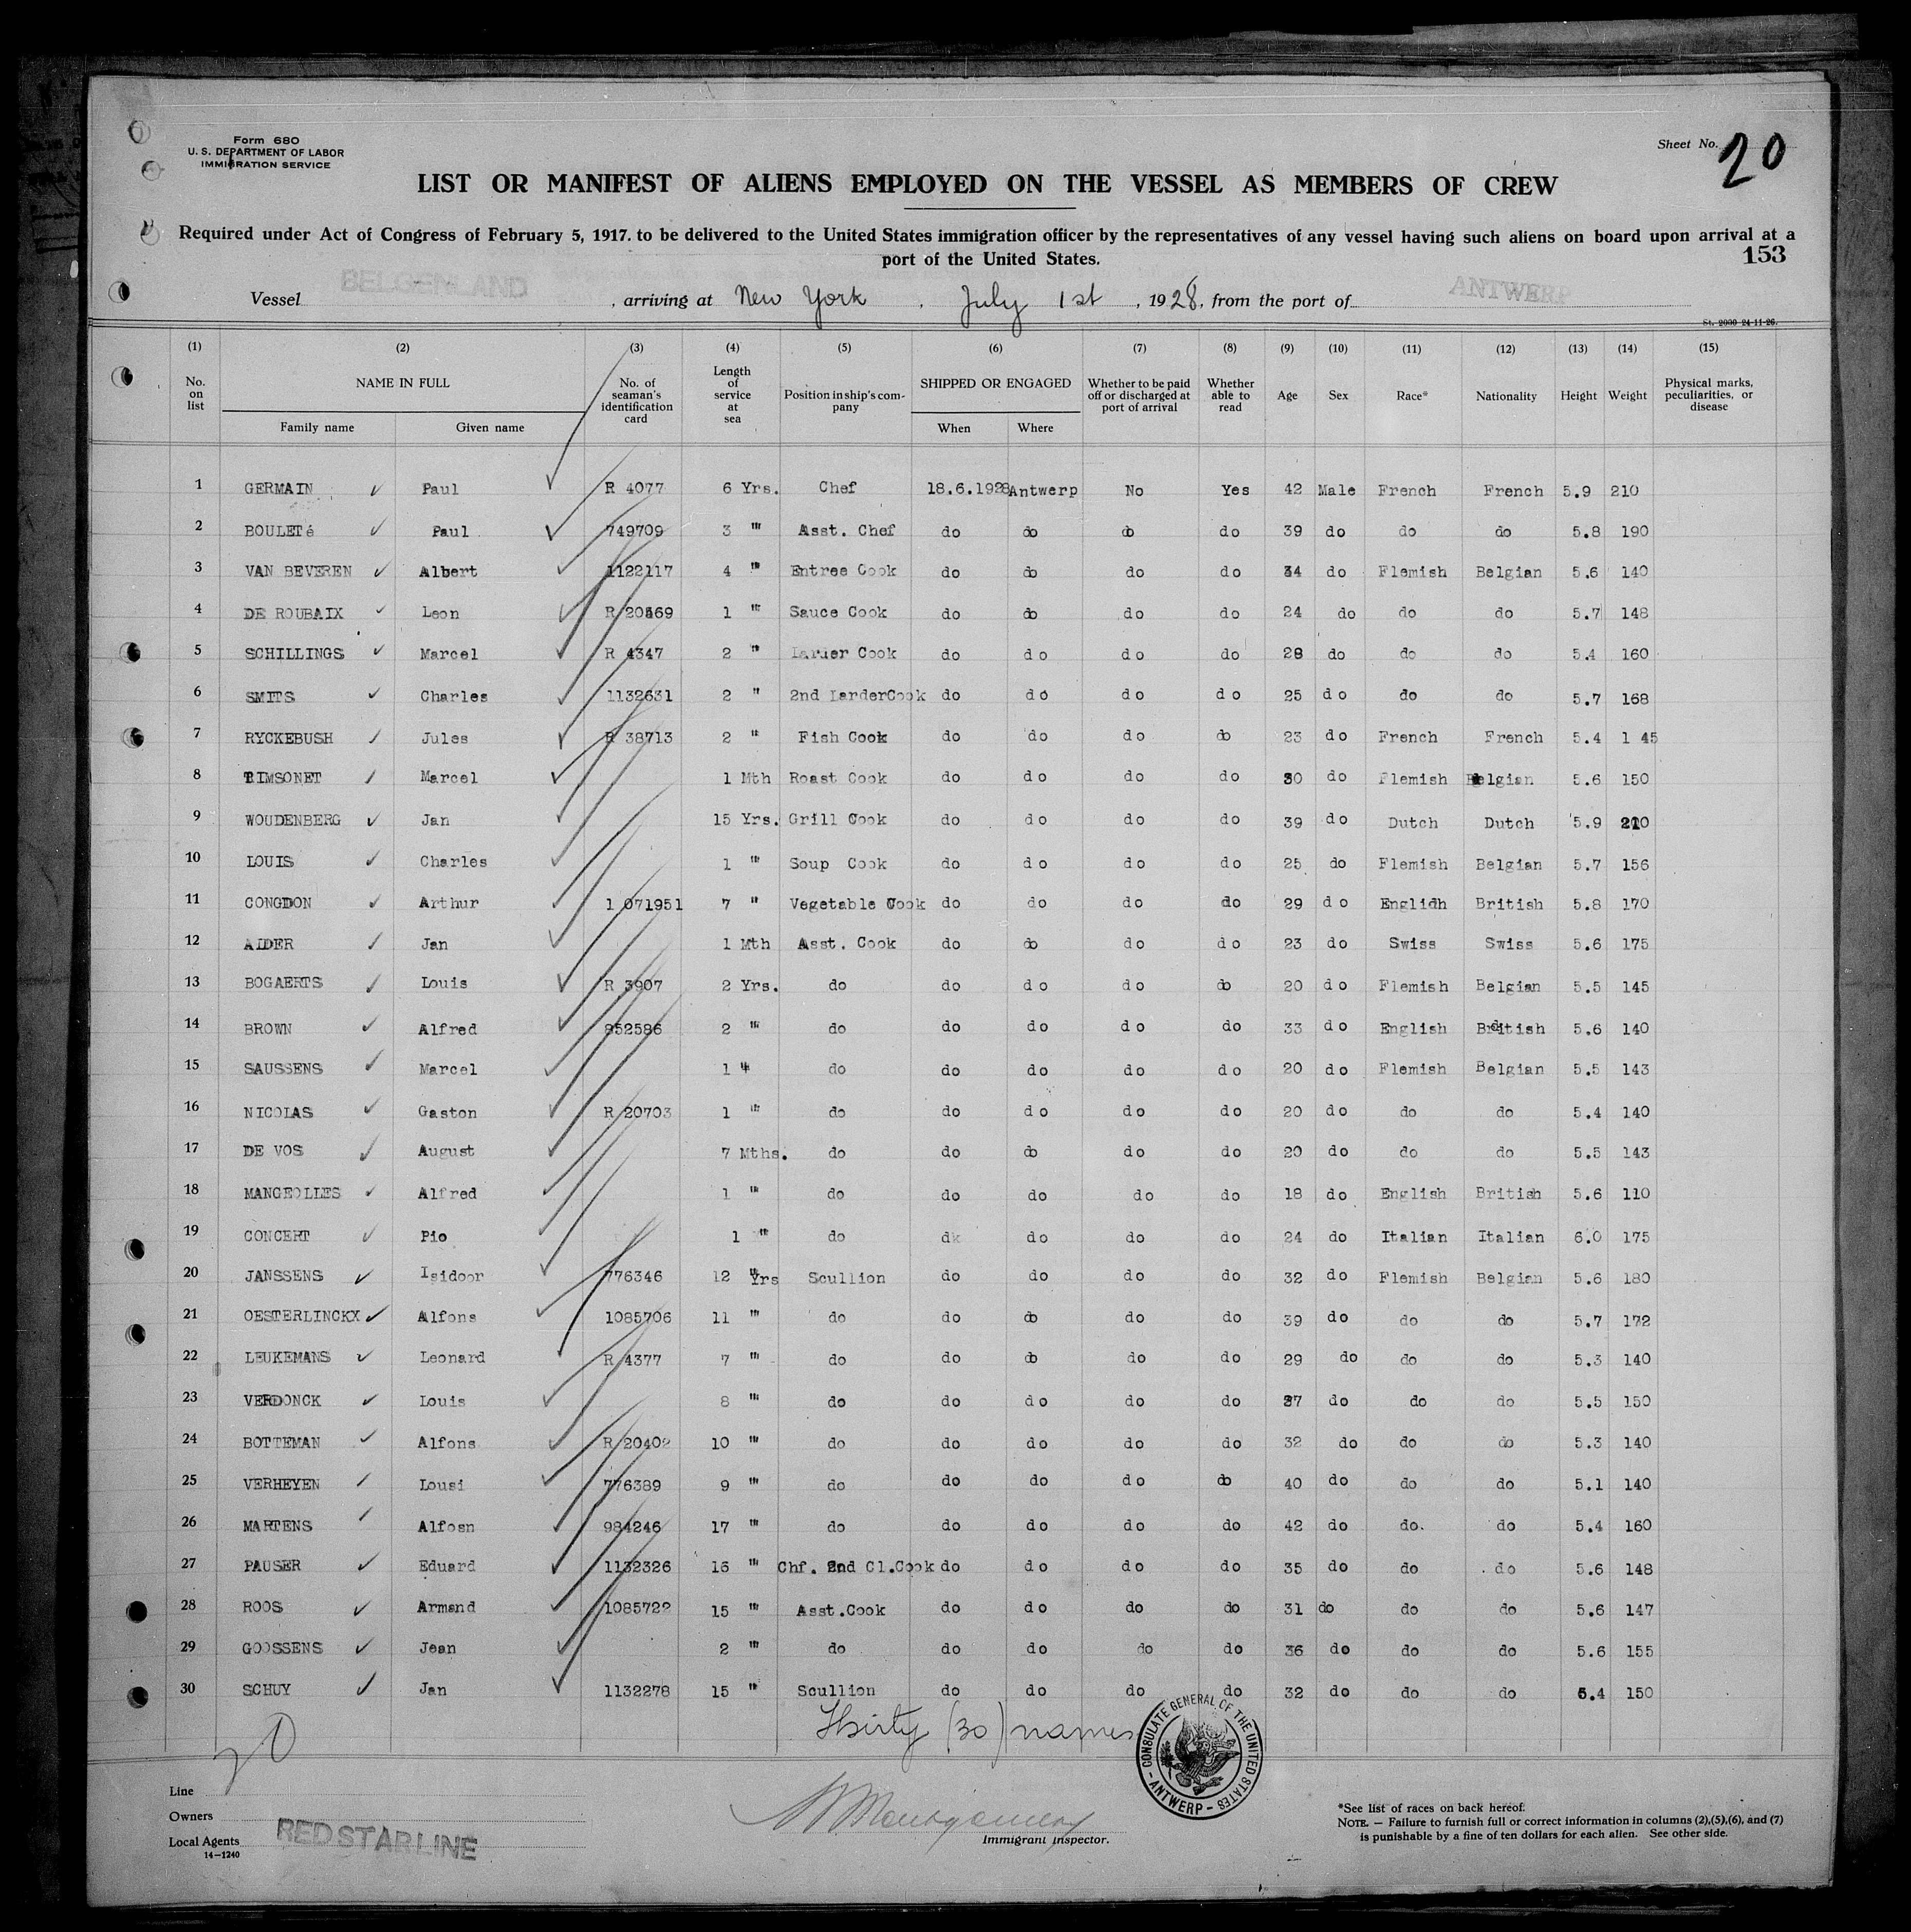 Form 680
U. S. DEPARTMENT OF LABOR
IMMIGRATION SERVICE
Sheet No. 20
LIST OR MANIFEST OF ALIENS EMPLOYED ON THE VESSEL AS MEMBERS OF CREW
Required under Act of Congress of February 5, 1917. to be delivered to the United States immigration officer by the representatives of any vessel having such aliens on board upon arrival at a
port of the United States.
153
Vessel BELGENLAND, arriving at New York, July 1st, 1928, from the port of ANTWERP
St. 2000 24-11-26.
(1) (2) (3) (4) (5) (6) (7) (8) (9) (10) (11) (12) (13) (14) (15)
No. on list NAME IN FULL Family name Given name No. of seaman's identification card Length of service at sea Position in ship's company SHIPPED OR ENGAGED When Where Whether to be paid off or discharged at port of arrival Whether able to read Age Sex Race* Nationality Height Weight Physical marks, peculiarities, or disease
1 GERMAIN Paul R 4077 6 Yrs. Chef 18.6.1928 Antwerp No Yes 42 Male French French 5.9 210
2 BOULETé Paul 749709 3 " Asst. Chef do do do do 39 do do do 5.8 190
3 VAN BEVEREN Albert 1122117 4 " Entree Cook do do do do 34 do Flemish Belgian 5.6 140
4 DE ROUBAIX Leon 1 " Sauce Cook do do do do 24 do do do 5.7 148
5 SCHILLINGS Marcel R 4347 2 " Larder Cook do do do do 28 do do do 5.4 160
6 SMITS Charles 1132631 2 " 2nd LarderCook do do do do 25 do do do 5.7 168
7 RYCKEBUSH Jules R 38713 2 " Fish Cook do do do do 23 do French French 5.4 1 45
8 Marcel 1 Mth Roast Cook do do do do 30 do Flemish Belgian 5.6 150
9 WOUDENBERG Jan 15 Yrs. Grill Cook do do do do 39 do Dutch Dutch 5.9
10 LOUIS Charles 1 " Soup Cook do do do do 25 do Flemish Belgian 5.7 156
11 CONGDON Arthur 1 071951 7 " Vegetable Cook do do do do 29 do Englidh British 5.8 170
12 AIDER Jan 1 Mth Asst. Cook do do do do 23 do Swiss Swiss 5.6 175
13 BOGAERTS Louis R 3907 2 Yrs. do do do do do 20 do Flemish Belgian 5.5 145
14 BROWN Alfred 852586 2 " do do do do do 33 do English British 5.6 140
15 SAUSSENS Marcel 1 " do do do do do 20 do Flemish Belgian 5.5 143
16 NICOLAS Gaston R 20703 1 " do do do do do 20 do do do 5.4 140
17 DE VOS August 7 Mths. do do do do do 20 do do do 5.5 143
18 MANGEOLLES Alfred 1 " do do do do do 18 do English British 5.6 110
19 CONCERT Pio 1 " do dk do do do 24 do Italian Italian 6.0 175
20 JANSSENS Isidoor 776346 12 Yrs Scullion do do do do 32 do Flemish Belgian 5.6 180
21 OESTERLINCKX Alfons 1085706 11 " do do do do do 39 do do do 5.7 172
22 LEUKEMANS Leonard R 4377 7 " do do do do do 29 do do do 5.3 140
23 VERDONCK Louis 8 " do do do do do 37 do do do 5.5 150
24 BOTTEMAN Alfons R 20402 10 " do do do do do 32 do do do 5.3 140
25 VERHEYEN Lousi 776389 9 " do do do do do 40 do do do 5.1 140
26 MARTENS Alfosn 984246 17 " do do do do do 42 do do. do 5.4 160
27 PAUSER Eduard 1132326 16 " Chf. 2nd Cl.Cook do do do do 35 do do do 5.6 148
28 ROOS Armand 1085722 15 " Asst.Cook do do do do 31 do do do 5.6 147
29 GOOSSENS Jean 2 " do do do do do 36 do do do 5.6 155
30 SCHUY Jan 1132278 15 " Scullion do do do do 32 do do do 5.4 150
Thirty (30) names
20
CONSULATE GENERAL OF THE UNITED STATES - ANTWERP -
Line
Owners
Local Agents RED STAR LINE
14-1240
Montgomery
Immigrant Inspector.
*See list of races on back hereof.
NOTE. — Failure to furnish full or correct information in columns (2),(5),(6), and (7)
is punishable by a fine of ten dollars for each alien. See other side.